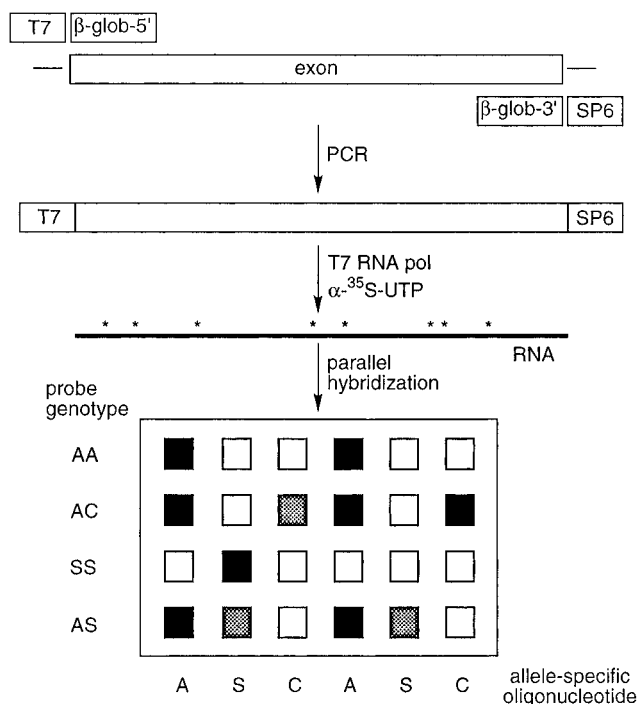 T7 β-glob-5'
exon
β-glob-3' SP6
PCR
T7 SP6
T7 RNA pol
α-³⁵S-UTP
* * * * * * * *
RNA
parallel
hybridization
probe
genotype
AA
AC
SS
AS
A S C A S C
allele-specific
oligonucleotide